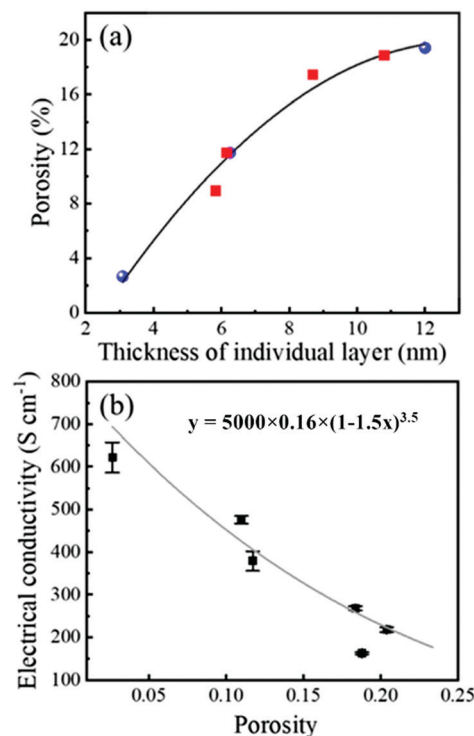 (a)
Porosity (%)
20
16
12
8
4
0
2 4 6 8 10 12
Thickness of individual layer (nm)
(b)
y = 5000×0.16×(1-1.5x)3.5
Electrical conductivity (S cm-1)
800
700
600
500
400
300
200
100
0.05 0.10 0.15 0.20 0.25
Porosity